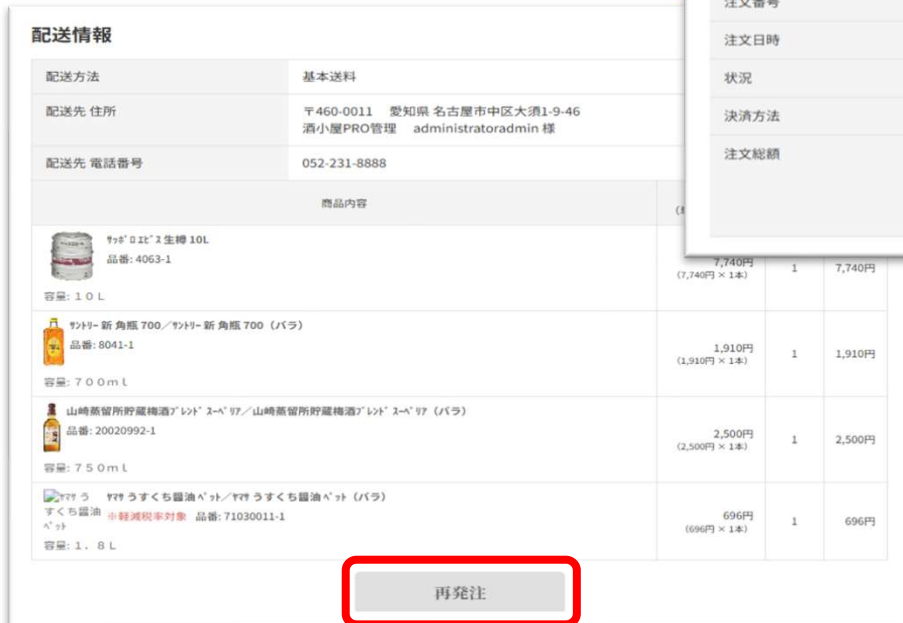 注文番号
注文日時
状況
決済方法
注文総額
配送情報
配送方法 基本送料
配送先 住所 〒460-0011 愛知県 名古屋市中区大須1-9-46
酒小屋PRO管理 administratoradmin 様
配送先 電話番号 052-231-8888
商品内容
ｻｯﾎﾟﾛ ｴﾋﾞｽ 生樽 10L
品番: 4063-1
容量: １０Ｌ
7,740円
(7,740円 × 1本)
1 7,740円
ｻﾝﾄﾘｰ 新 角瓶 700／ｻﾝﾄﾘｰ 新 角瓶 700（バラ）
品番: 8041-1
容量: ７００ｍｌ
1,910円
(1,910円 × 1本)
1 1,910円
山崎蒸留所貯蔵梅酒ﾌﾞﾚﾝﾄﾞ ｽｰﾍﾟﾘｱ／山崎蒸留所貯蔵梅酒ﾌﾞﾚﾝﾄﾞ ｽｰﾍﾟﾘｱ（バラ）
品番: 20020992-1
容量: ７５０ｍｌ
2,500円
(2,500円 × 1本)
1 2,500円
ﾔﾏｻ うすくち醤油 ﾍﾟｯﾄ
ﾔﾏｻ うすくち醤油 ﾍﾟｯﾄ／ﾔﾏｻ うすくち醤油 ﾍﾟｯﾄ（バラ）
※軽減税率対象 品番: 71030011-1
容量: １．８Ｌ
696円
(696円 × 1本)
1 696円
再発注